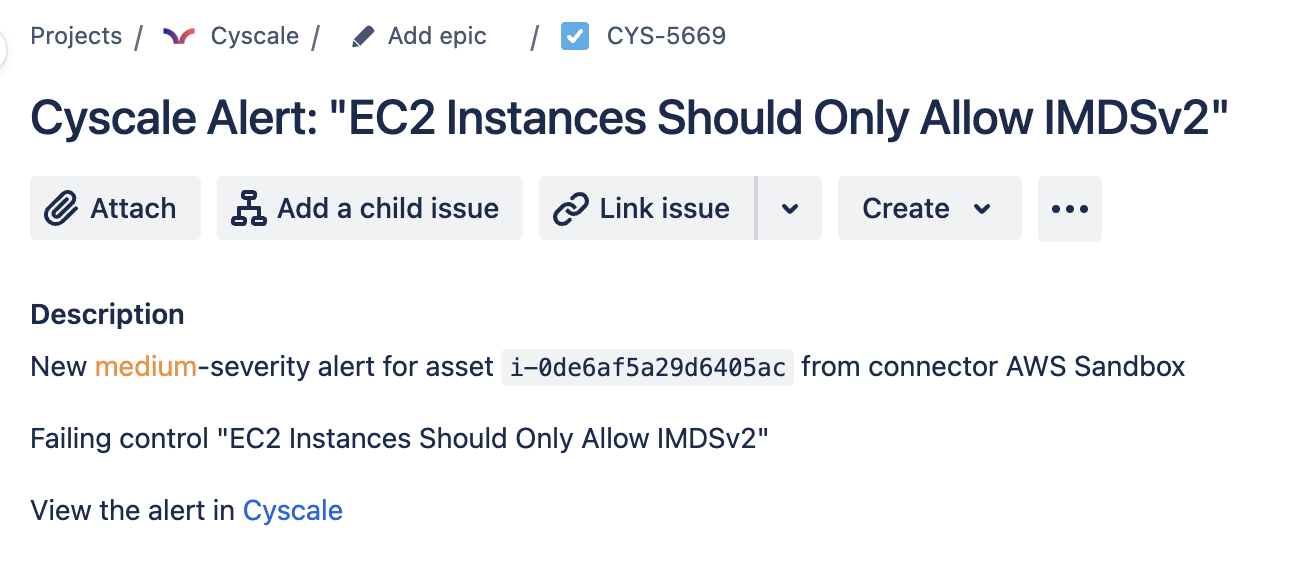 Projects / Cyscale / Add epic / CYS-5669
Cyscale Alert: "EC2 Instances Should Only Allow IMDSv2"
Attach Add a child issue Link issue Create
Description
New medium-severity alert for asset i-0de6af5a29d6405ac from connector AWS Sandbox
Failing control "EC2 Instances Should Only Allow IMDSv2"
View the alert in Cyscale